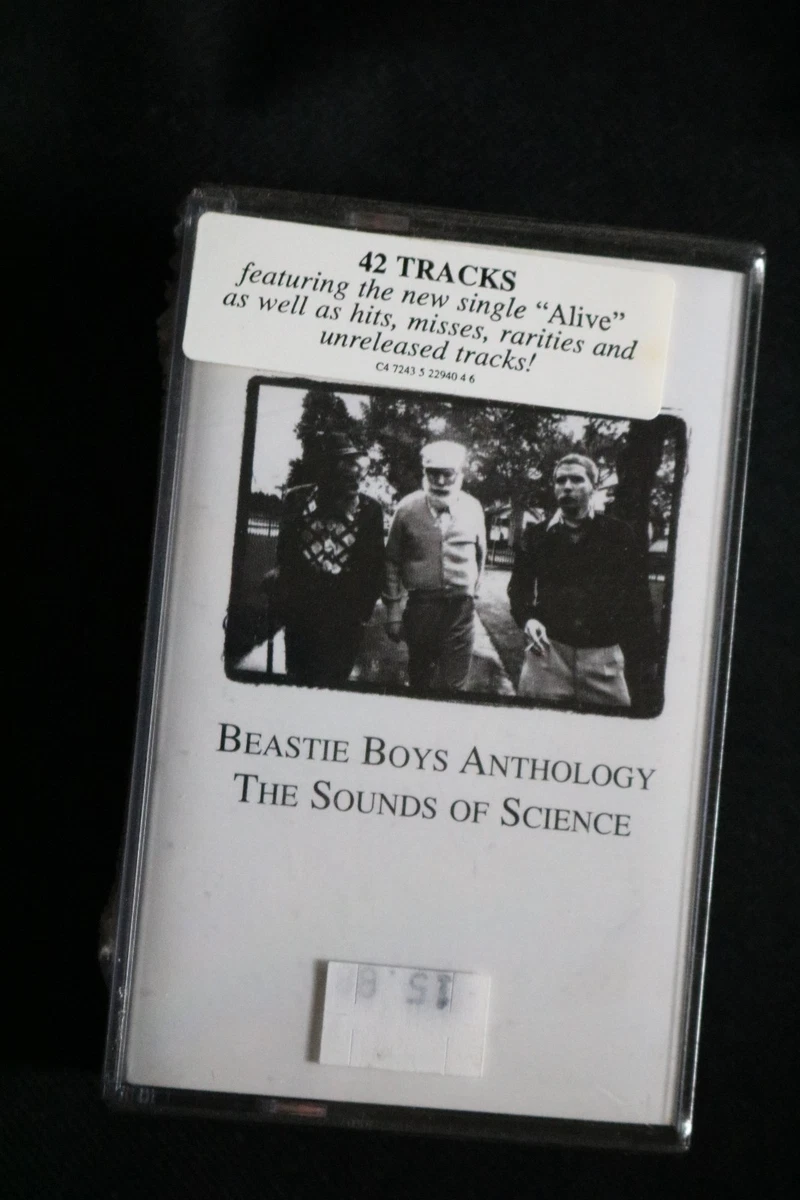 42 TRACKS
featuring the new single “Alive”
as well as hits, misses, rarities and
unreleased tracks!
C4 7243 5 22940 4 6
BEASTIE BOYS ANTHOLOGY
THE SOUNDS OF SCIENCE